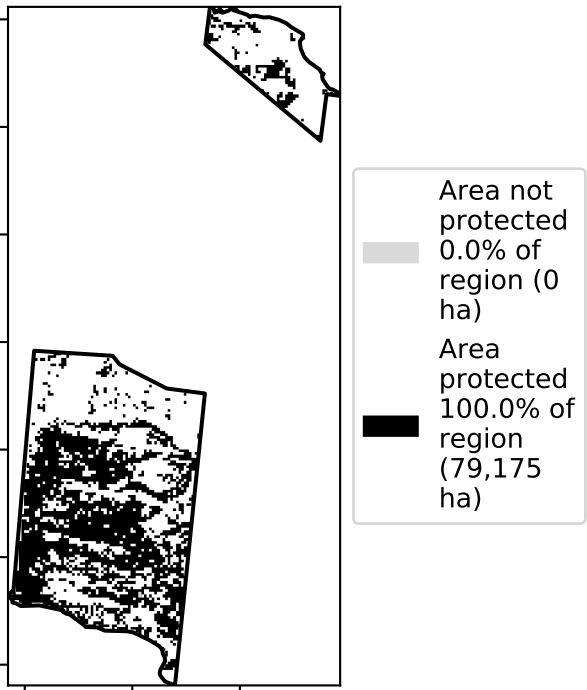 Area not
protected
0.0% of
region (0
ha)
Area
protected
100.0% of
region
(79,175
ha)